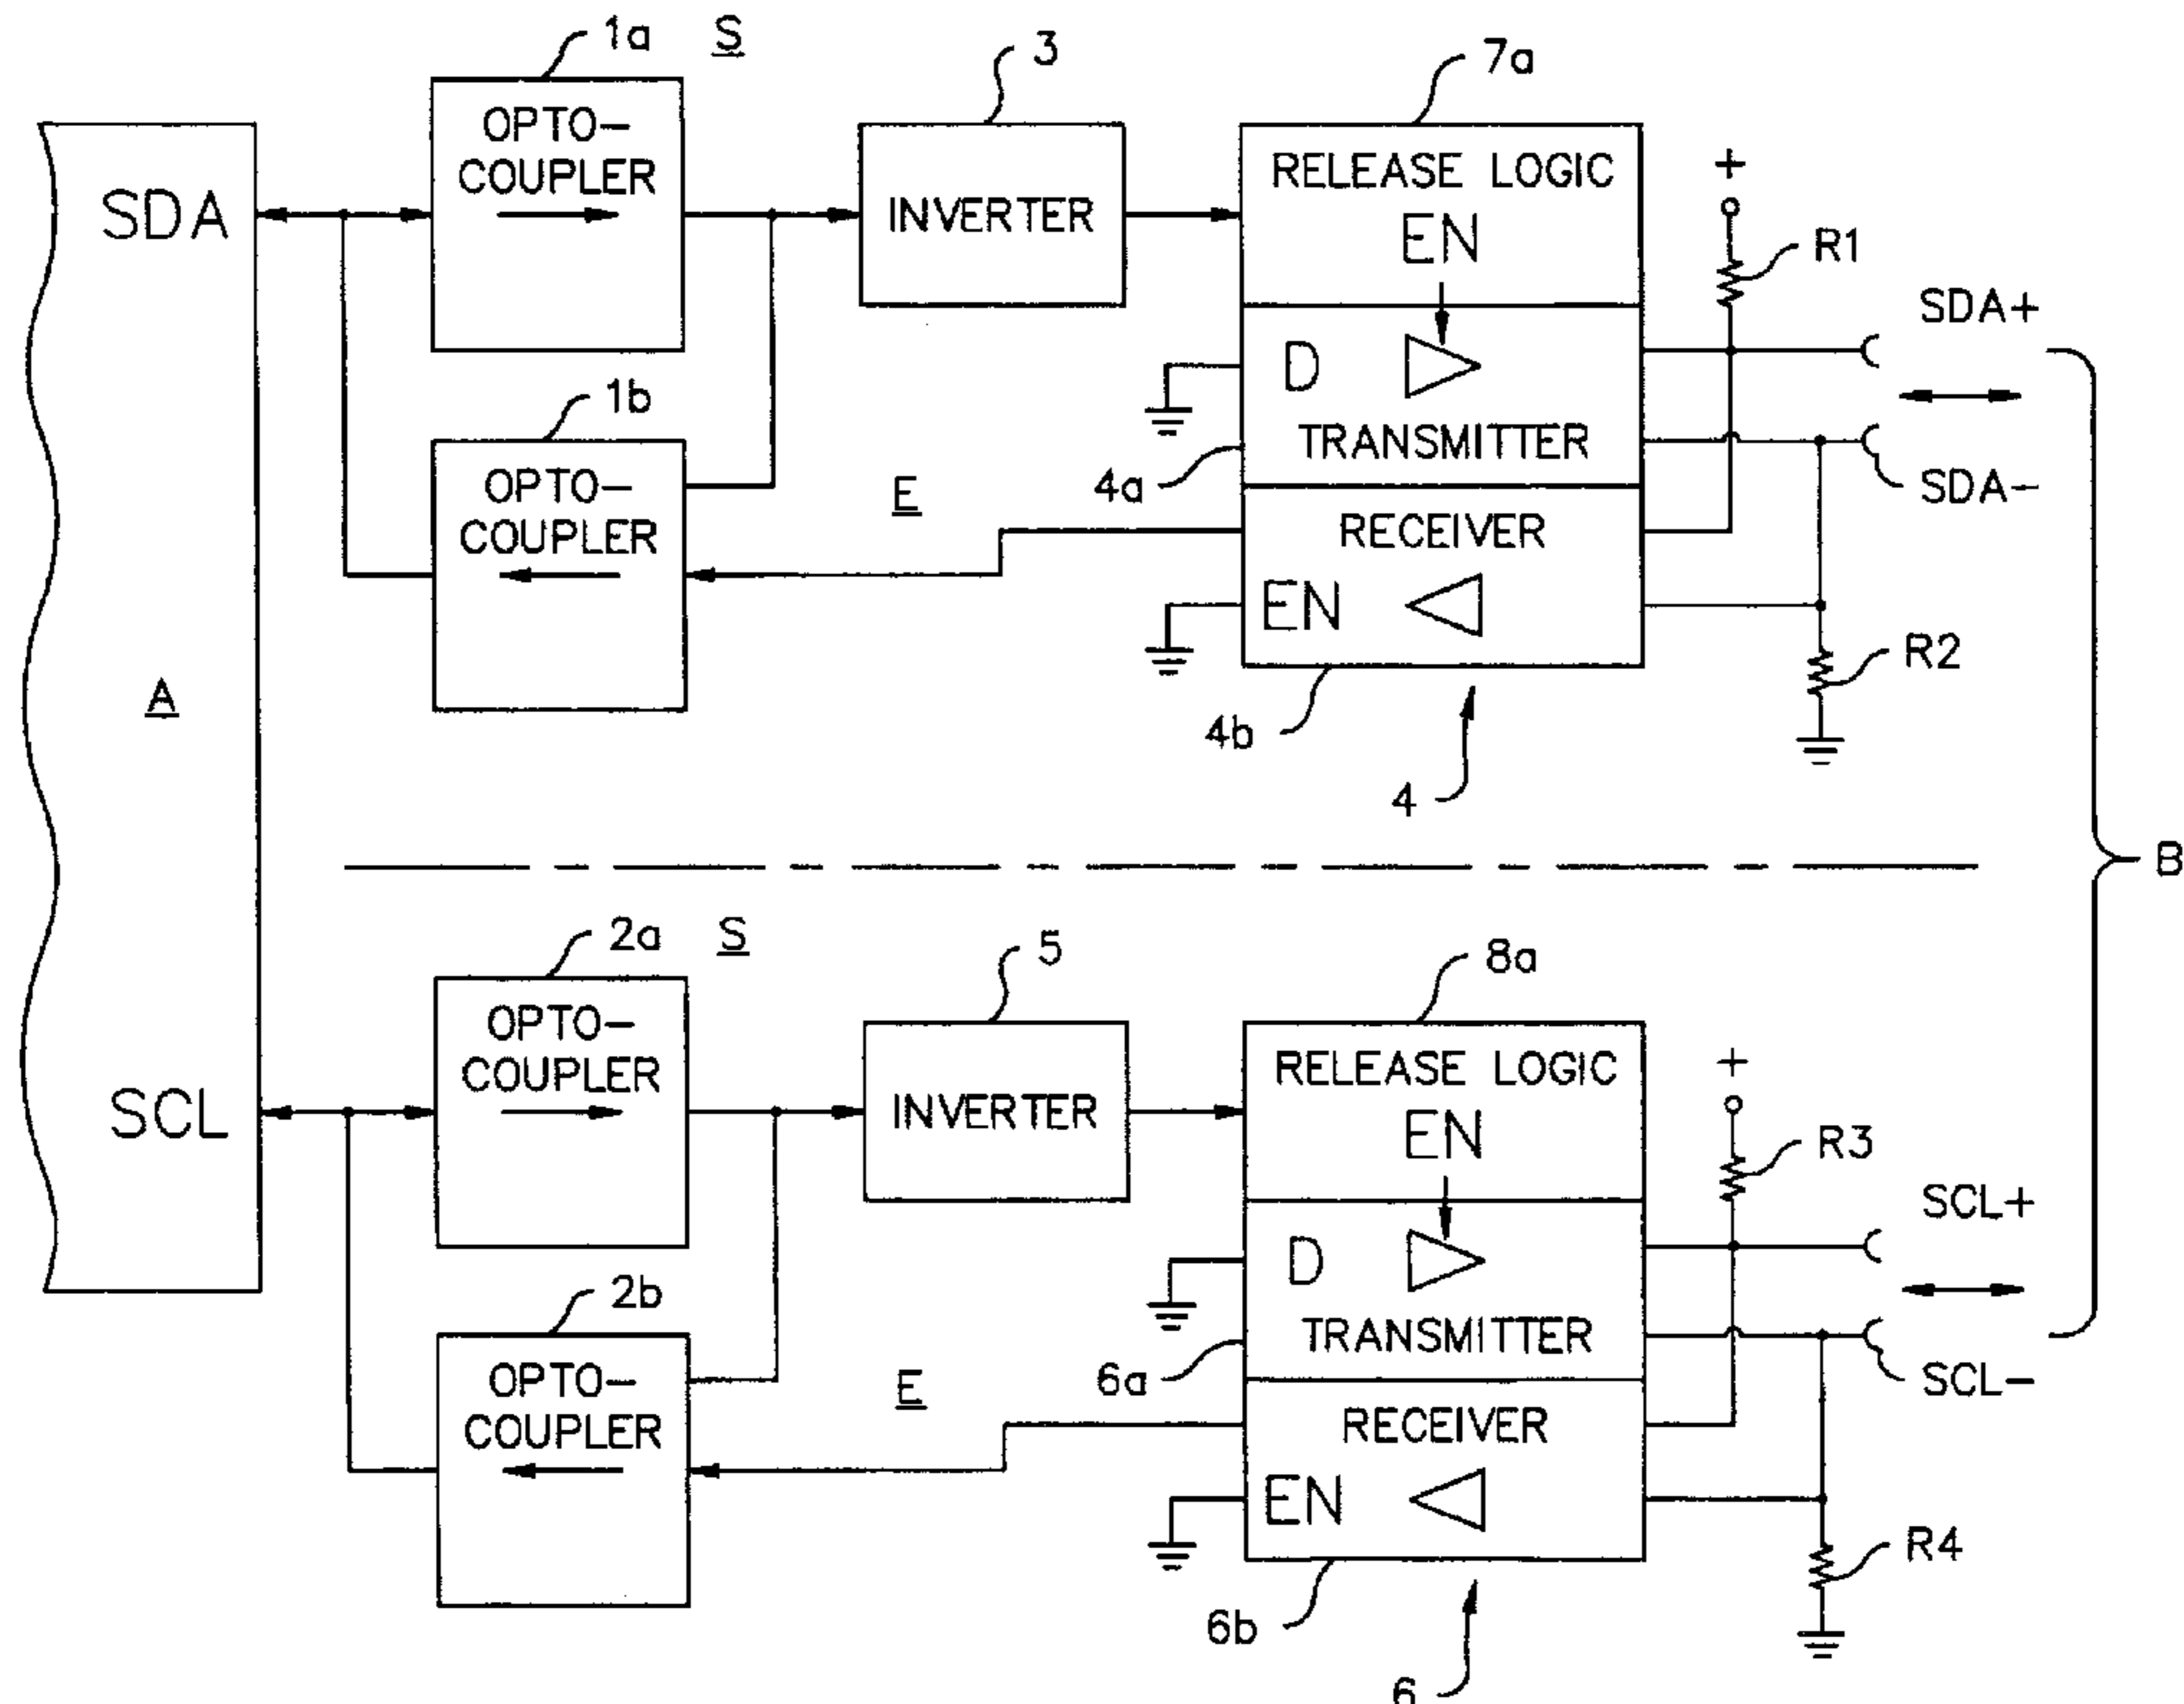 1a
S
3
7a
OPTO-
COUPLER
INVERTER
RELEASE LOGIC
EN
+
R1
SDA
SDA+
1b
D
TRANSMITTER
4a
SDA-
OPTO-
COUPLER
E
RECEIVER
EN
R2
A
4b
4
B
2a
S
5
8a
OPTO-
COUPLER
INVERTER
RELEASE LOGIC
EN
+
R3
SCL
SCL+
2b
D
TRANSMITTER
6a
SCL-
OPTO-
COUPLER
E
RECEIVER
EN
R4
6b
6